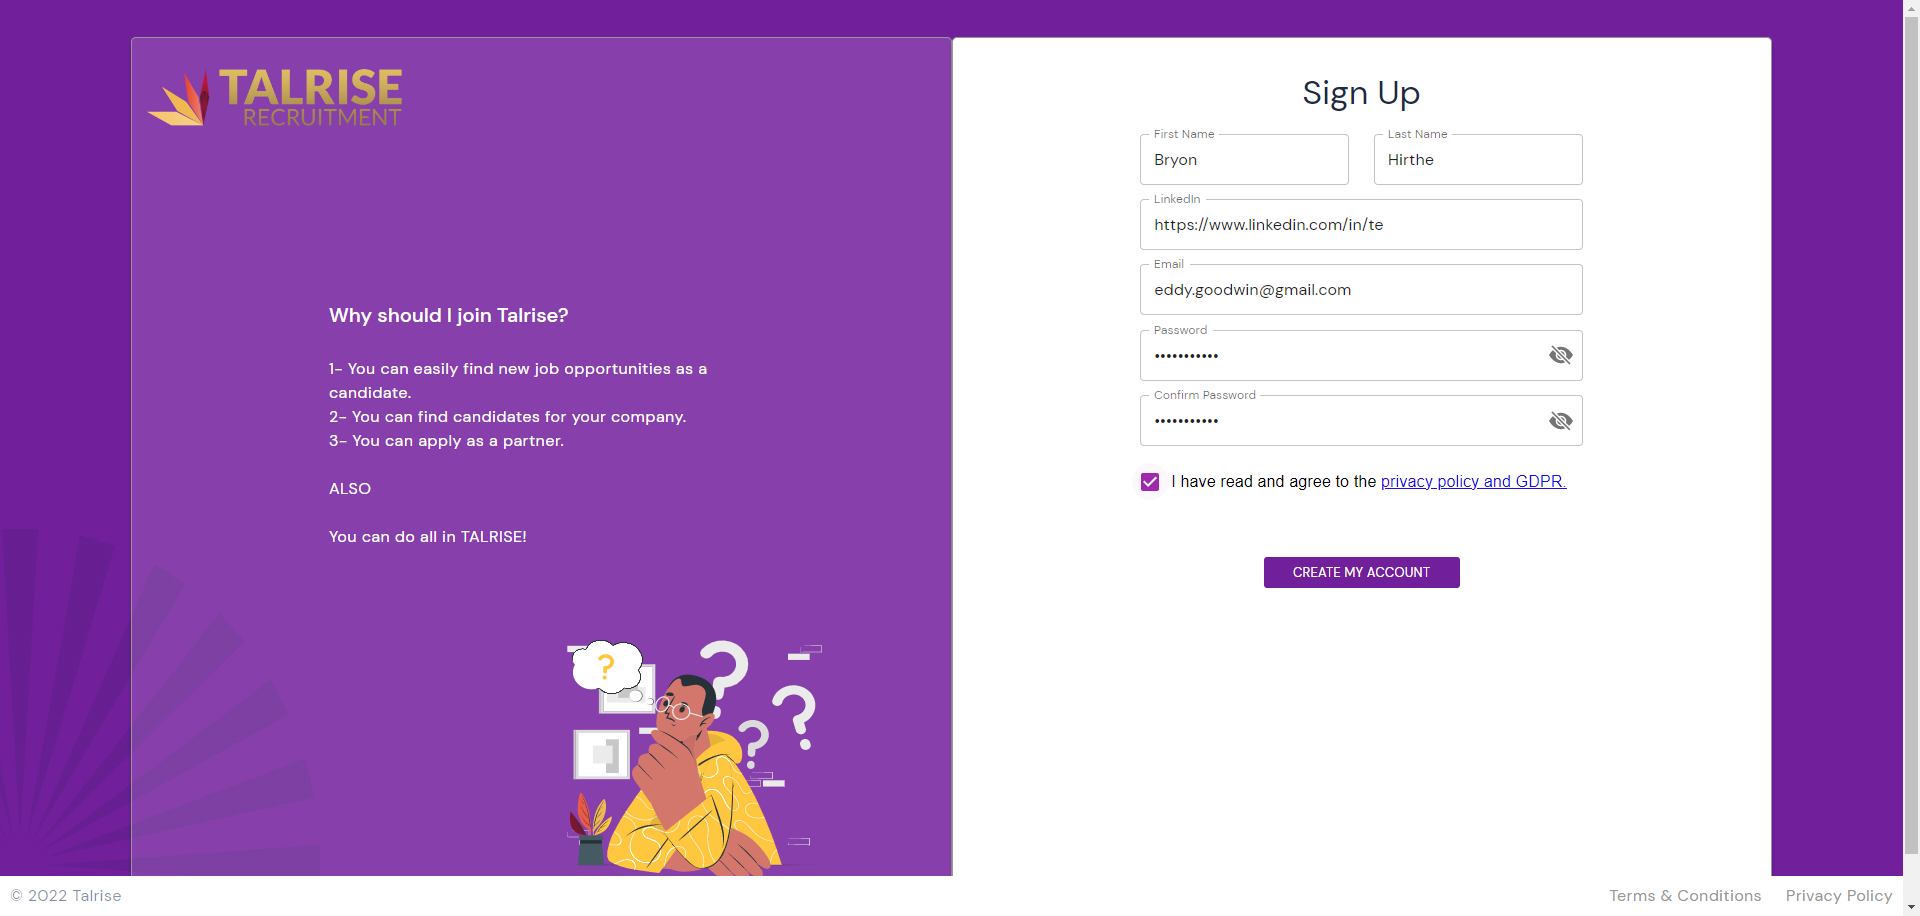 TALRISE
RECRUITMENT
Why should I join Talrise?
1- You can easily find new job opportunities as a
candidate.
2- You can find candidates for your company.
3- You can apply as a partner.
ALSO
You can do all in TALRISE!
?
? ? ?
Sign Up
First Name
Bryon
Last Name
Hirthe
LinkedIn
https://www.linkedin.com/in/te
Email
eddy.goodwin@gmail.com
Password
•••••••••••
Confirm Password
•••••••••••
I have read and agree to the privacy policy and GDPR.
CREATE MY ACCOUNT
© 2022 Talrise
Terms & Conditions
Privacy Policy